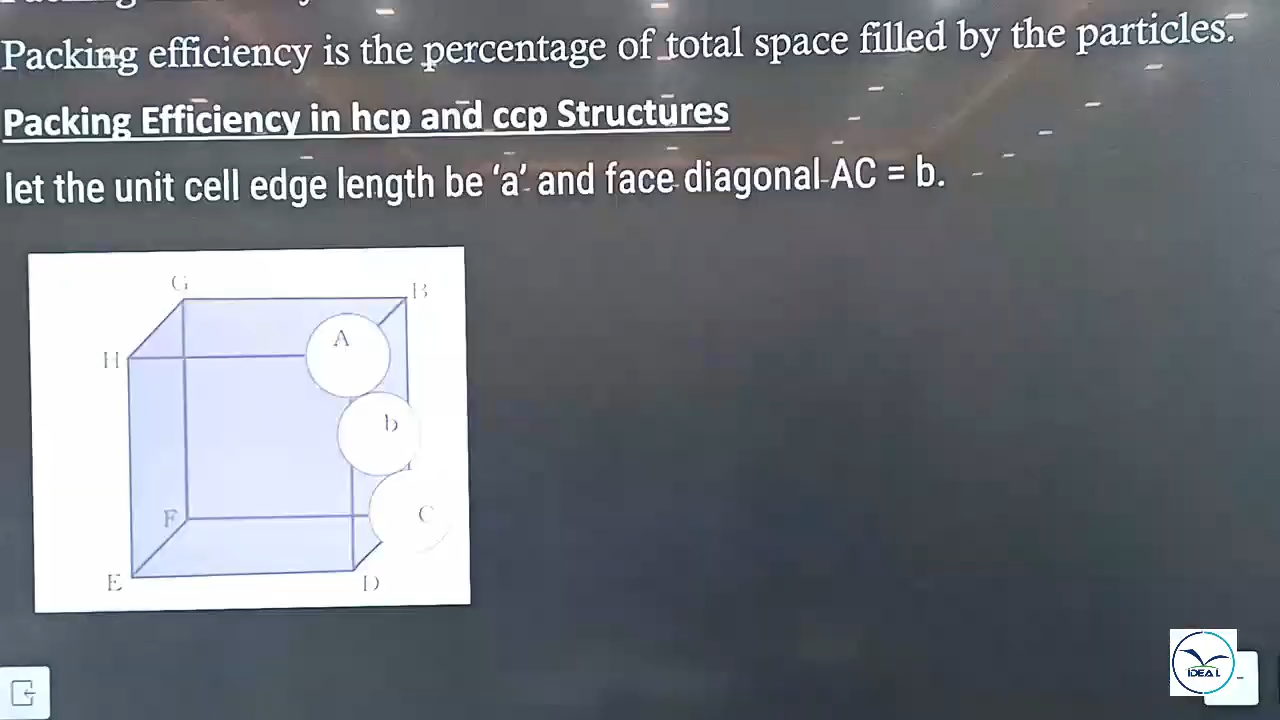 Packing efficiency is the percentage of total space filled by the particles.
Packing Efficiency in hcp and ccp Structures
let the unit cell edge length be ‘a’ and face diagonal AC = b.
G
B
A
H
b
F
C
E
D
IDEAL